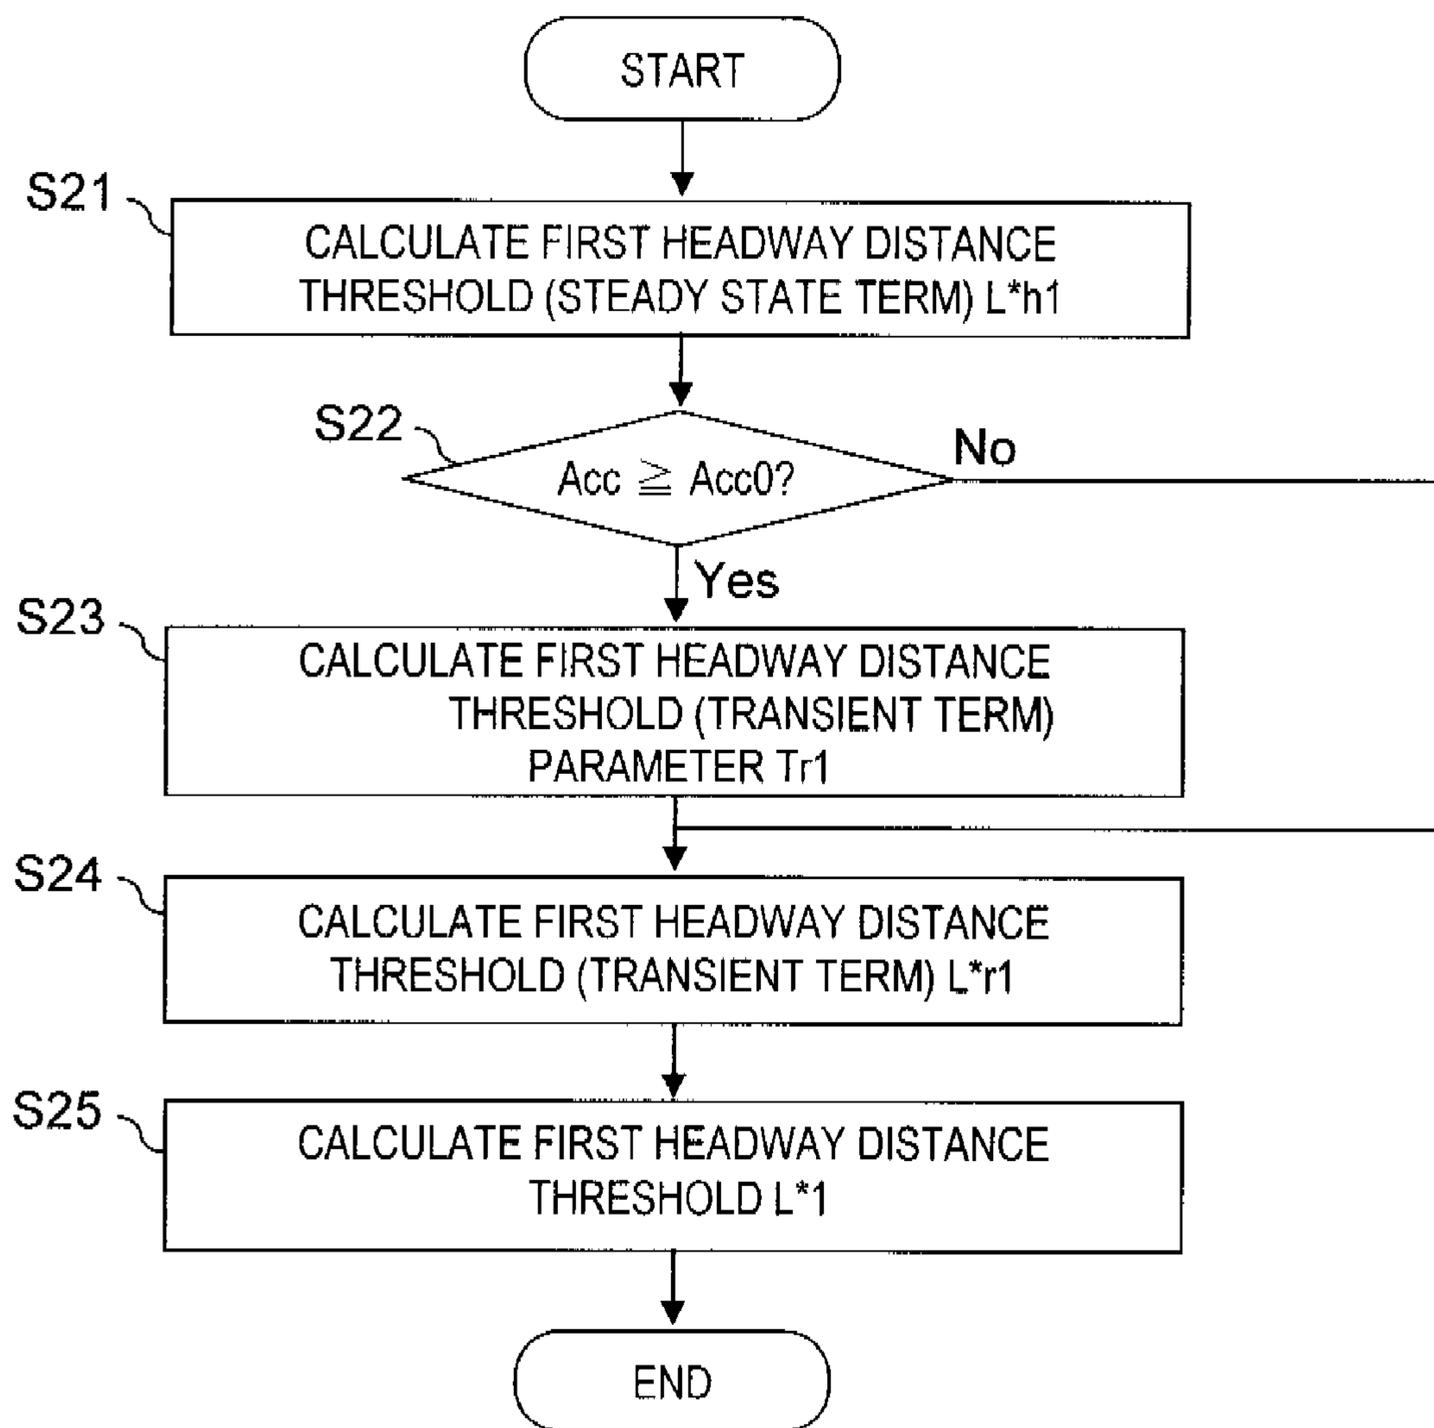 START
S21
CALCULATE FIRST HEADWAY DISTANCE
THRESHOLD (STEADY STATE TERM) L*h1
S22
Acc ≧ Acc0?
No
Yes
S23
CALCULATE FIRST HEADWAY DISTANCE
THRESHOLD (TRANSIENT TERM)
PARAMETER Tr1
S24
CALCULATE FIRST HEADWAY DISTANCE
THRESHOLD (TRANSIENT TERM) L*r1
S25
CALCULATE FIRST HEADWAY DISTANCE
THRESHOLD L*1
END